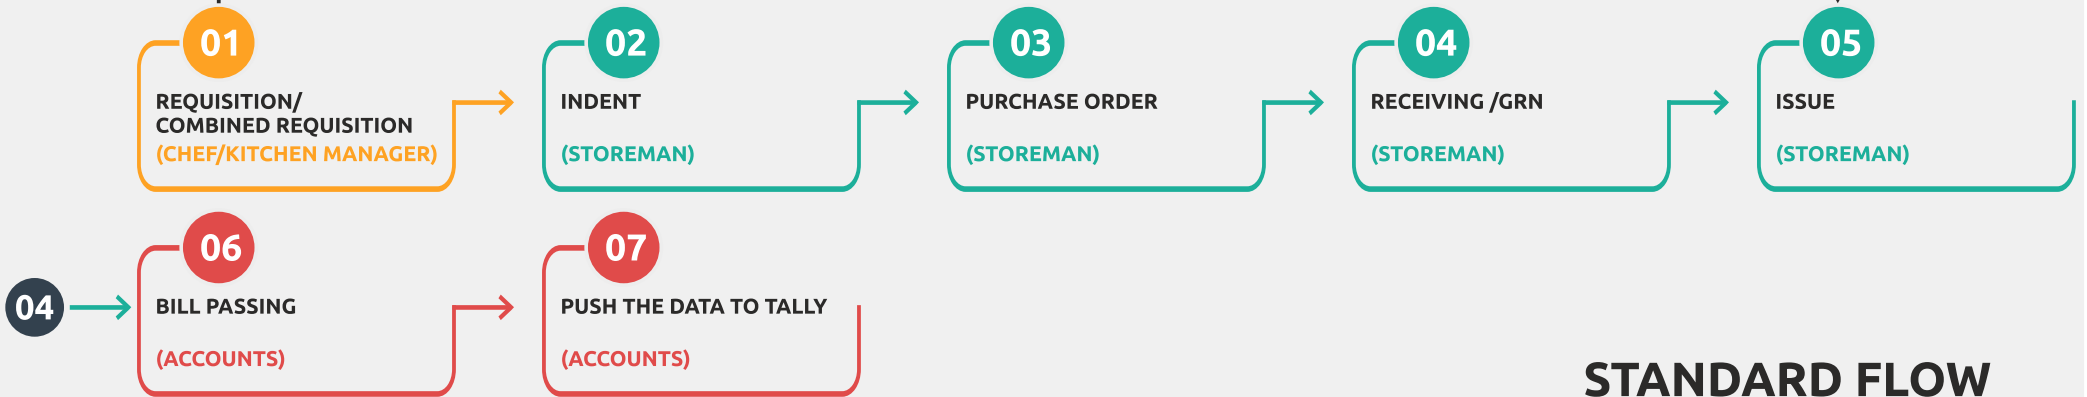 01
REQUISITION/
COMBINED REQUISITION
(CHEF/KITCHEN MANAGER)
02
INDENT
(STOREMAN)
03
PURCHASE ORDER
(STOREMAN)
04
RECEIVING /GRN
(STOREMAN)
05
ISSUE
(STOREMAN)
04
06
BILL PASSING
(ACCOUNTS)
07
PUSH THE DATA TO TALLY
(ACCOUNTS)
STANDARD FLOW